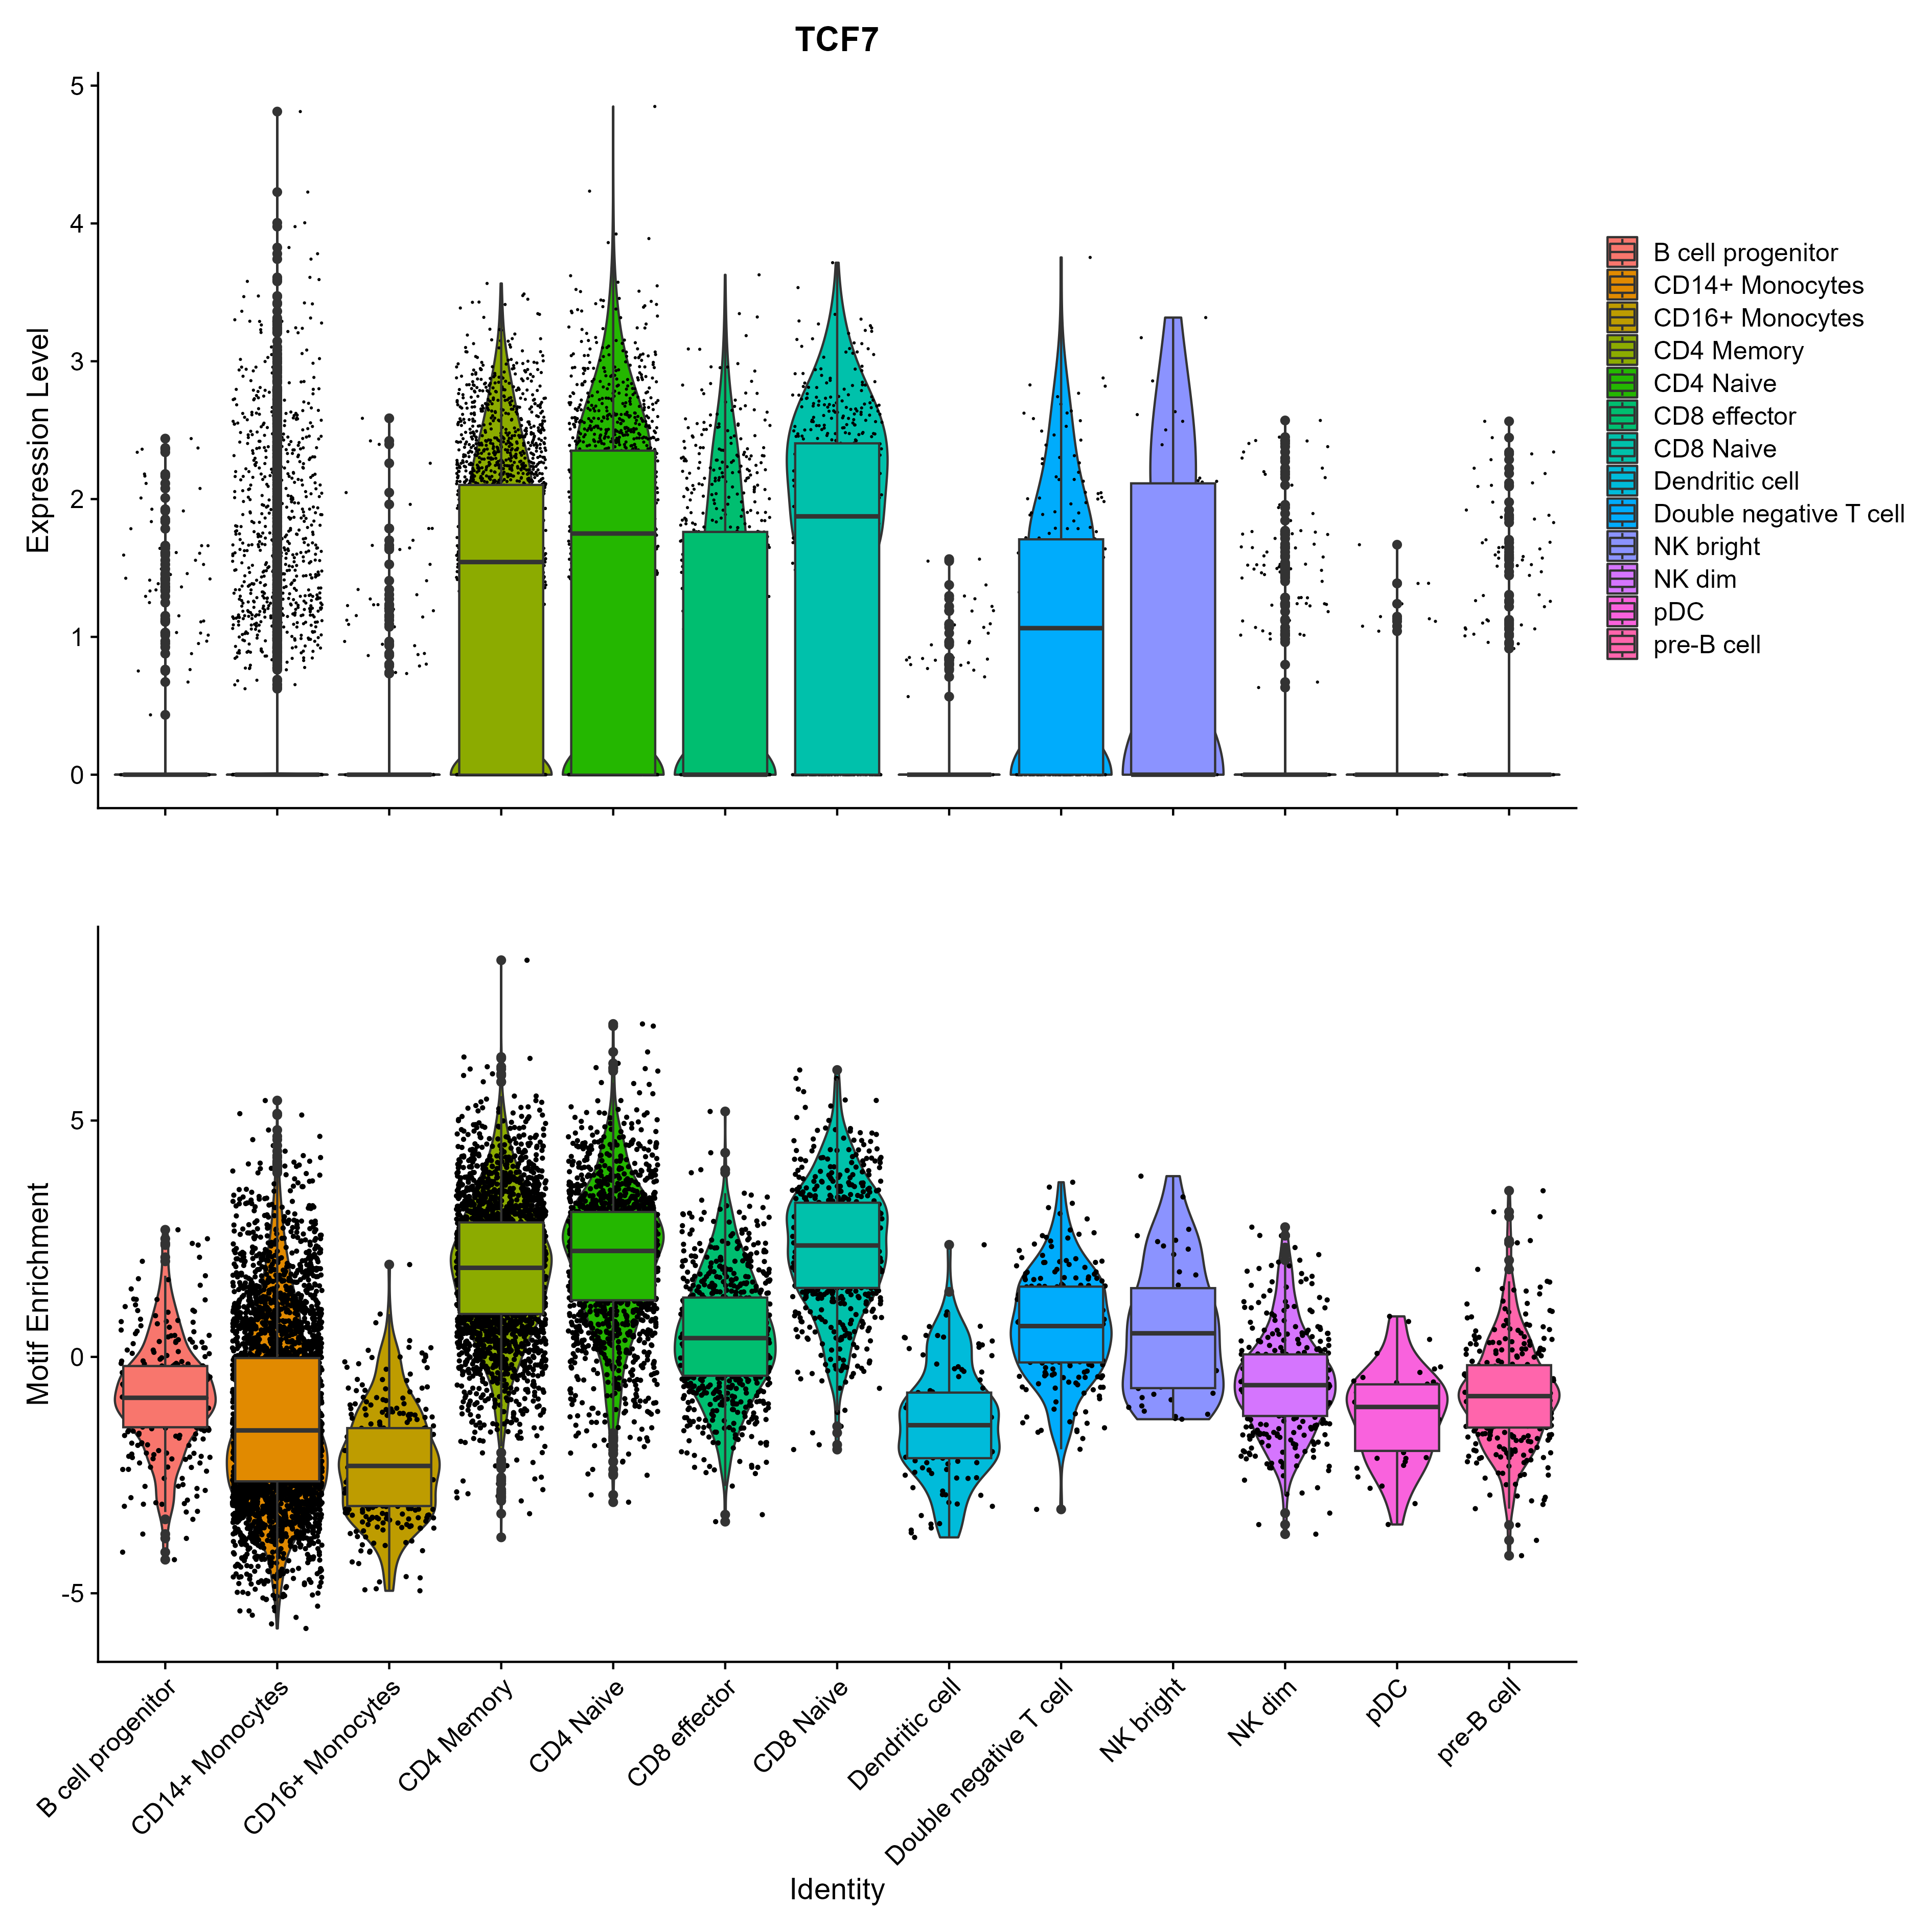 TCF7
Expression Level
5
4
3
2
1
0
B cell progenitor
CD14+ Monocytes
CD16+ Monocytes
CD4 Memory
CD4 Naive
CD8 effector
CD8 Naive
Dendritic cell
Double negative T cell
NK bright
NK dim
pDC
pre-B cell
Motif Enrichment
5
0
-5
B cell progenitor
CD14+ Monocytes
CD16+ Monocytes
CD4 Memory
CD4 Naive
CD8 effector
CD8 Naive
Dendritic cell
Double negative T cell
NK bright
NK dim
pDC
pre-B cell
Identity